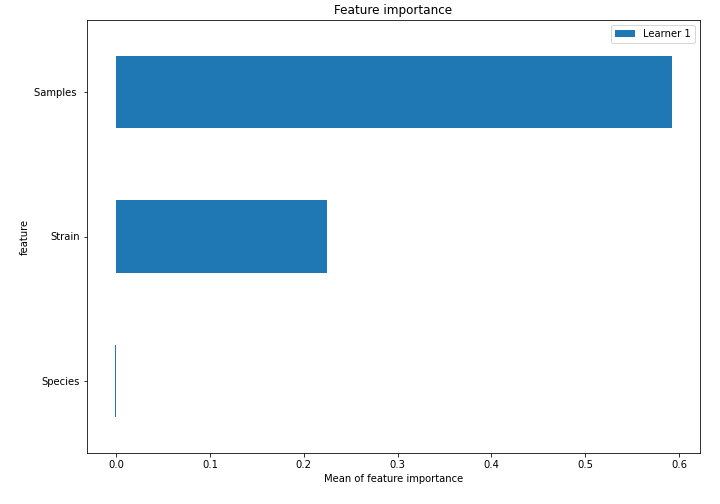 Feature importance
Learner 1
Samples
Strain
Species
feature
0.0 0.1 0.2 0.3 0.4 0.5 0.6
Mean of feature importance